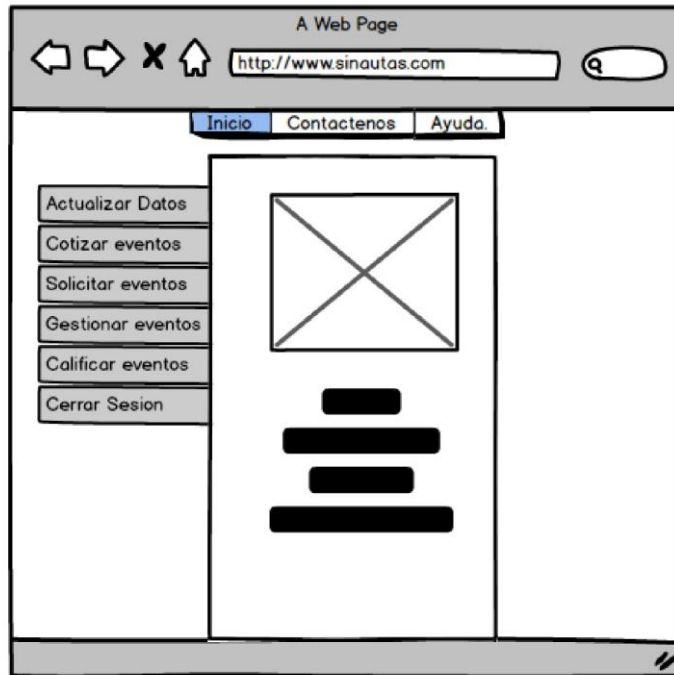 A Web Page
http://www.sinautas.com
Inicio Contactenos Ayuda.
Actualizar Datos
Cotizar eventos
Solicitar eventos
Gestionar eventos
Calificar eventos
Cerrar Sesion